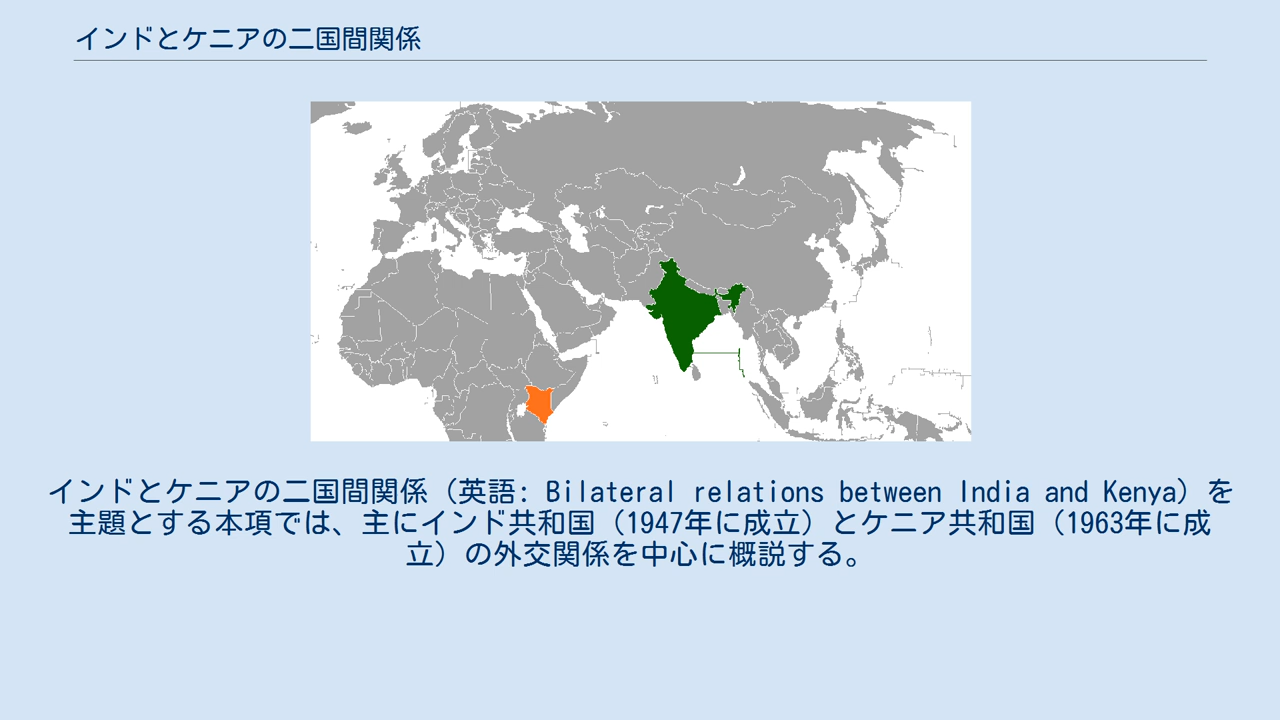 インドとケニアの二国間関係
インドとケニアの二国間関係（英語: Bilateral relations between India and Kenya）を
主題とする本項では、主にインド共和国（1947年に成立）とケニア共和国（1963年に成
立）の外交関係を中心に概説する。